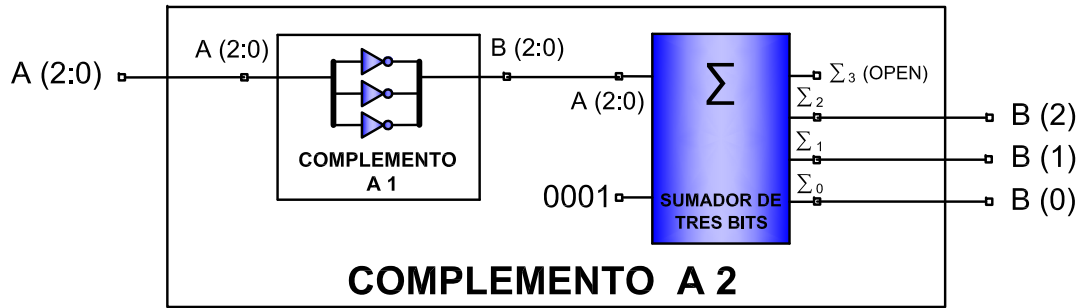 A (2:0)
A (2:0)
COMPLEMENTO
A 1
B (2:0)
A (2:0)
0001
Σ
SUMADOR DE
TRES BITS
Σ3 (OPEN)
Σ2
Σ1
Σ0
B (2)
B (1)
B (0)
COMPLEMENTO A 2